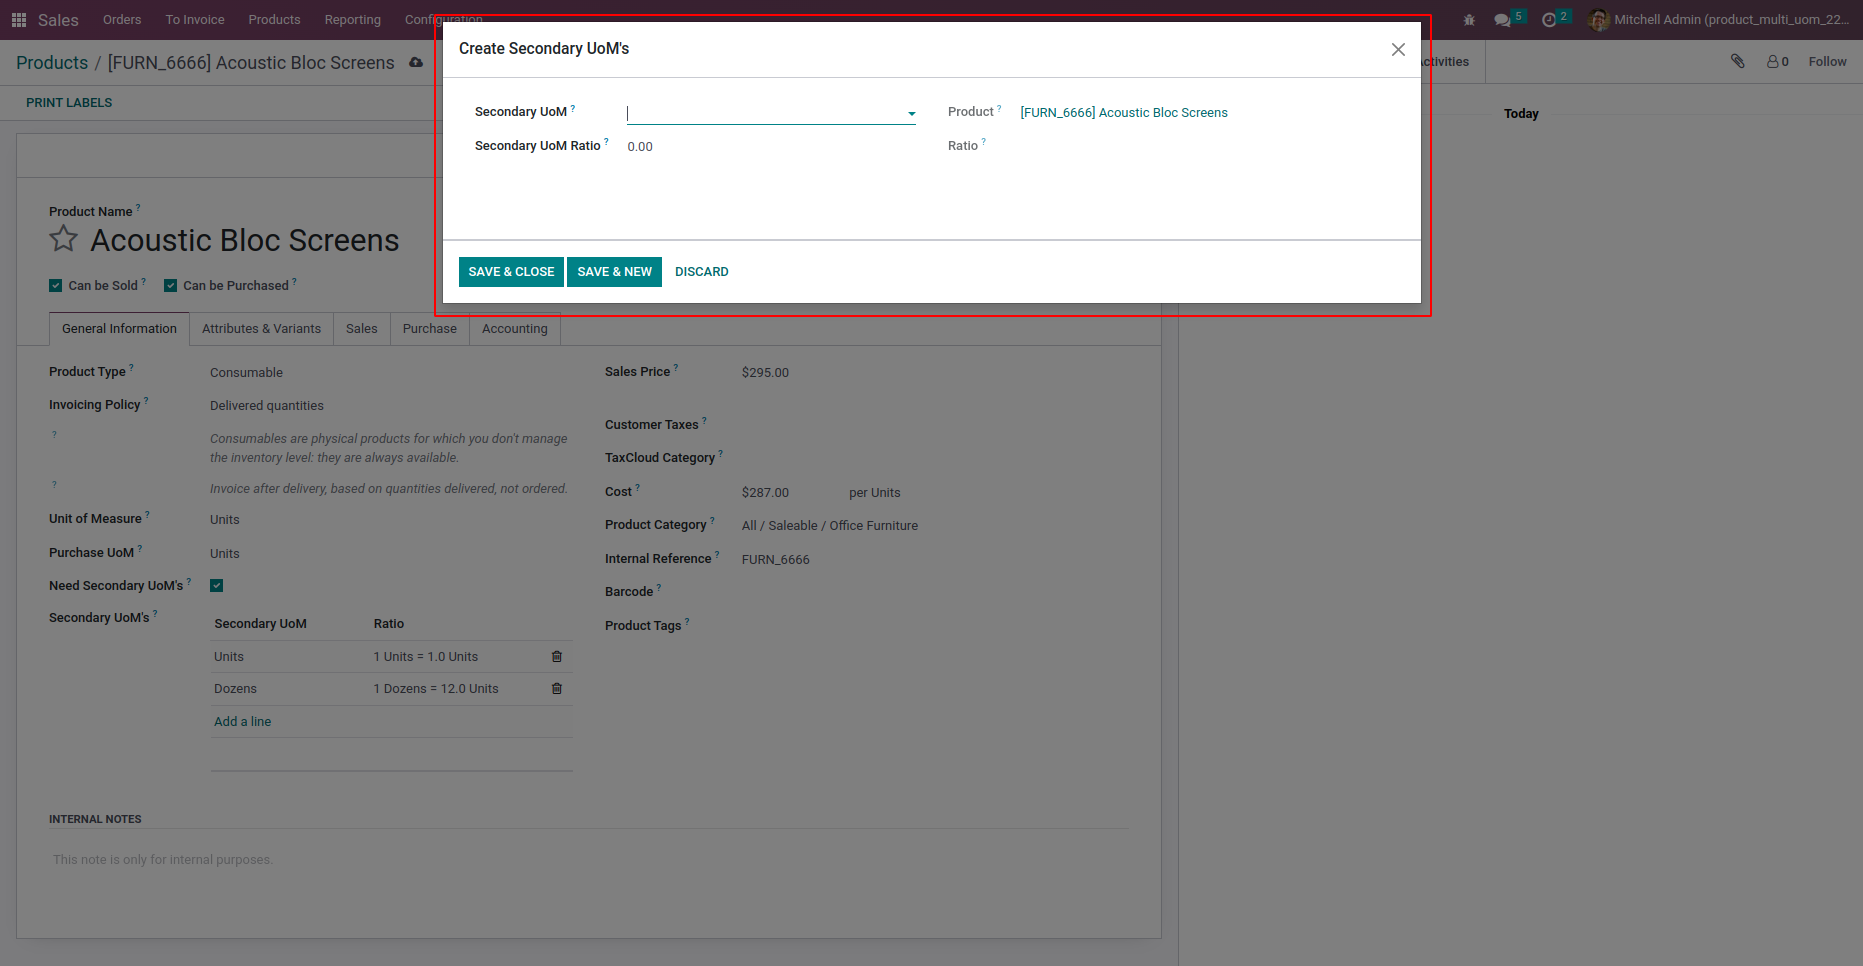 Sales Orders To Invoice Products Reporting Configuration 5 2 Mitchell Admin (product_multi_uom_22...
Products / [FURN_6666] Acoustic Bloc Screens
ctivities 0 Follow
PRINT LABELS
Today
Create Secondary UoM's
Secondary UoM ?
Product ? [FURN_6666] Acoustic Bloc Screens
Secondary UoM Ratio ? 0.00
Ratio ?
SAVE & CLOSE SAVE & NEW DISCARD
Product Name ?
Acoustic Bloc Screens
Can be Sold ? Can be Purchased ?
General Information Attributes & Variants Sales Purchase Accounting
Product Type ? Consumable
Sales Price ? $295.00
Invoicing Policy ? Delivered quantities
Customer Taxes ?
? Consumables are physical products for which you don't manage
the inventory level: they are always available.
TaxCloud Category ?
? Invoice after delivery, based on quantities delivered, not ordered.
Cost ? $287.00 per Units
Unit of Measure ? Units
Product Category ? All / Saleable / Office Furniture
Purchase UoM ? Units
Internal Reference ? FURN_6666
Need Secondary UoM's ?
Barcode ?
Secondary UoM's ?
Product Tags ?
Secondary UoM Ratio
Units 1 Units = 1.0 Units
Dozens 1 Dozens = 12.0 Units
Add a line
INTERNAL NOTES
This note is only for internal purposes.